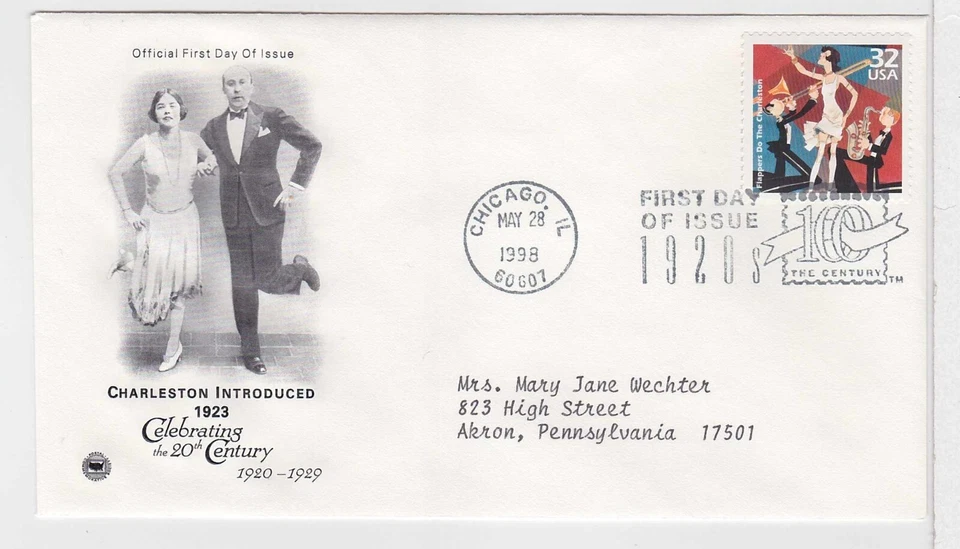 Official First Day Of Issue
32
USA
Flappers Do The Charleston
CHICAGO, IL
MAY 28
1998
60607
FIRST DAY
OF ISSUE
1920s
100
THE CENTURY™
CHARLESTON INTRODUCED
1923
Celebrating
the 20th Century
1920 – 1929
Mrs. Mary Jane Wechter
823 High Street
Akron, Pennsylvania 17501